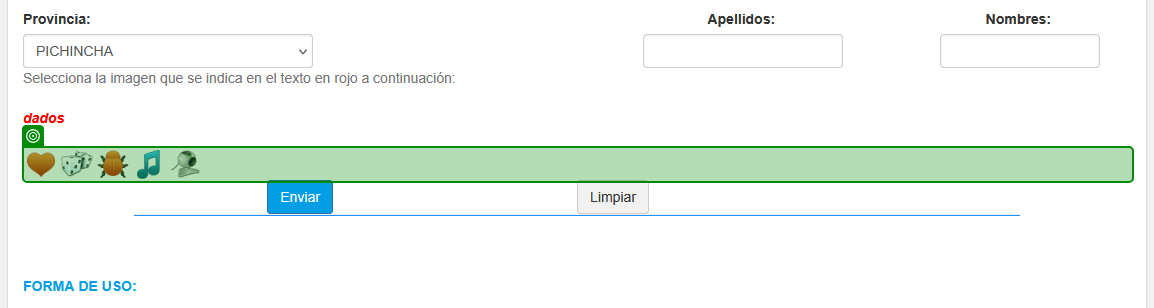 Provincia: Apellidos: Nombres:
PICHINCHA
Selecciona la imagen que se indica en el texto en rojo a continuación:
dados
Enviar Limpiar
FORMA DE USO: